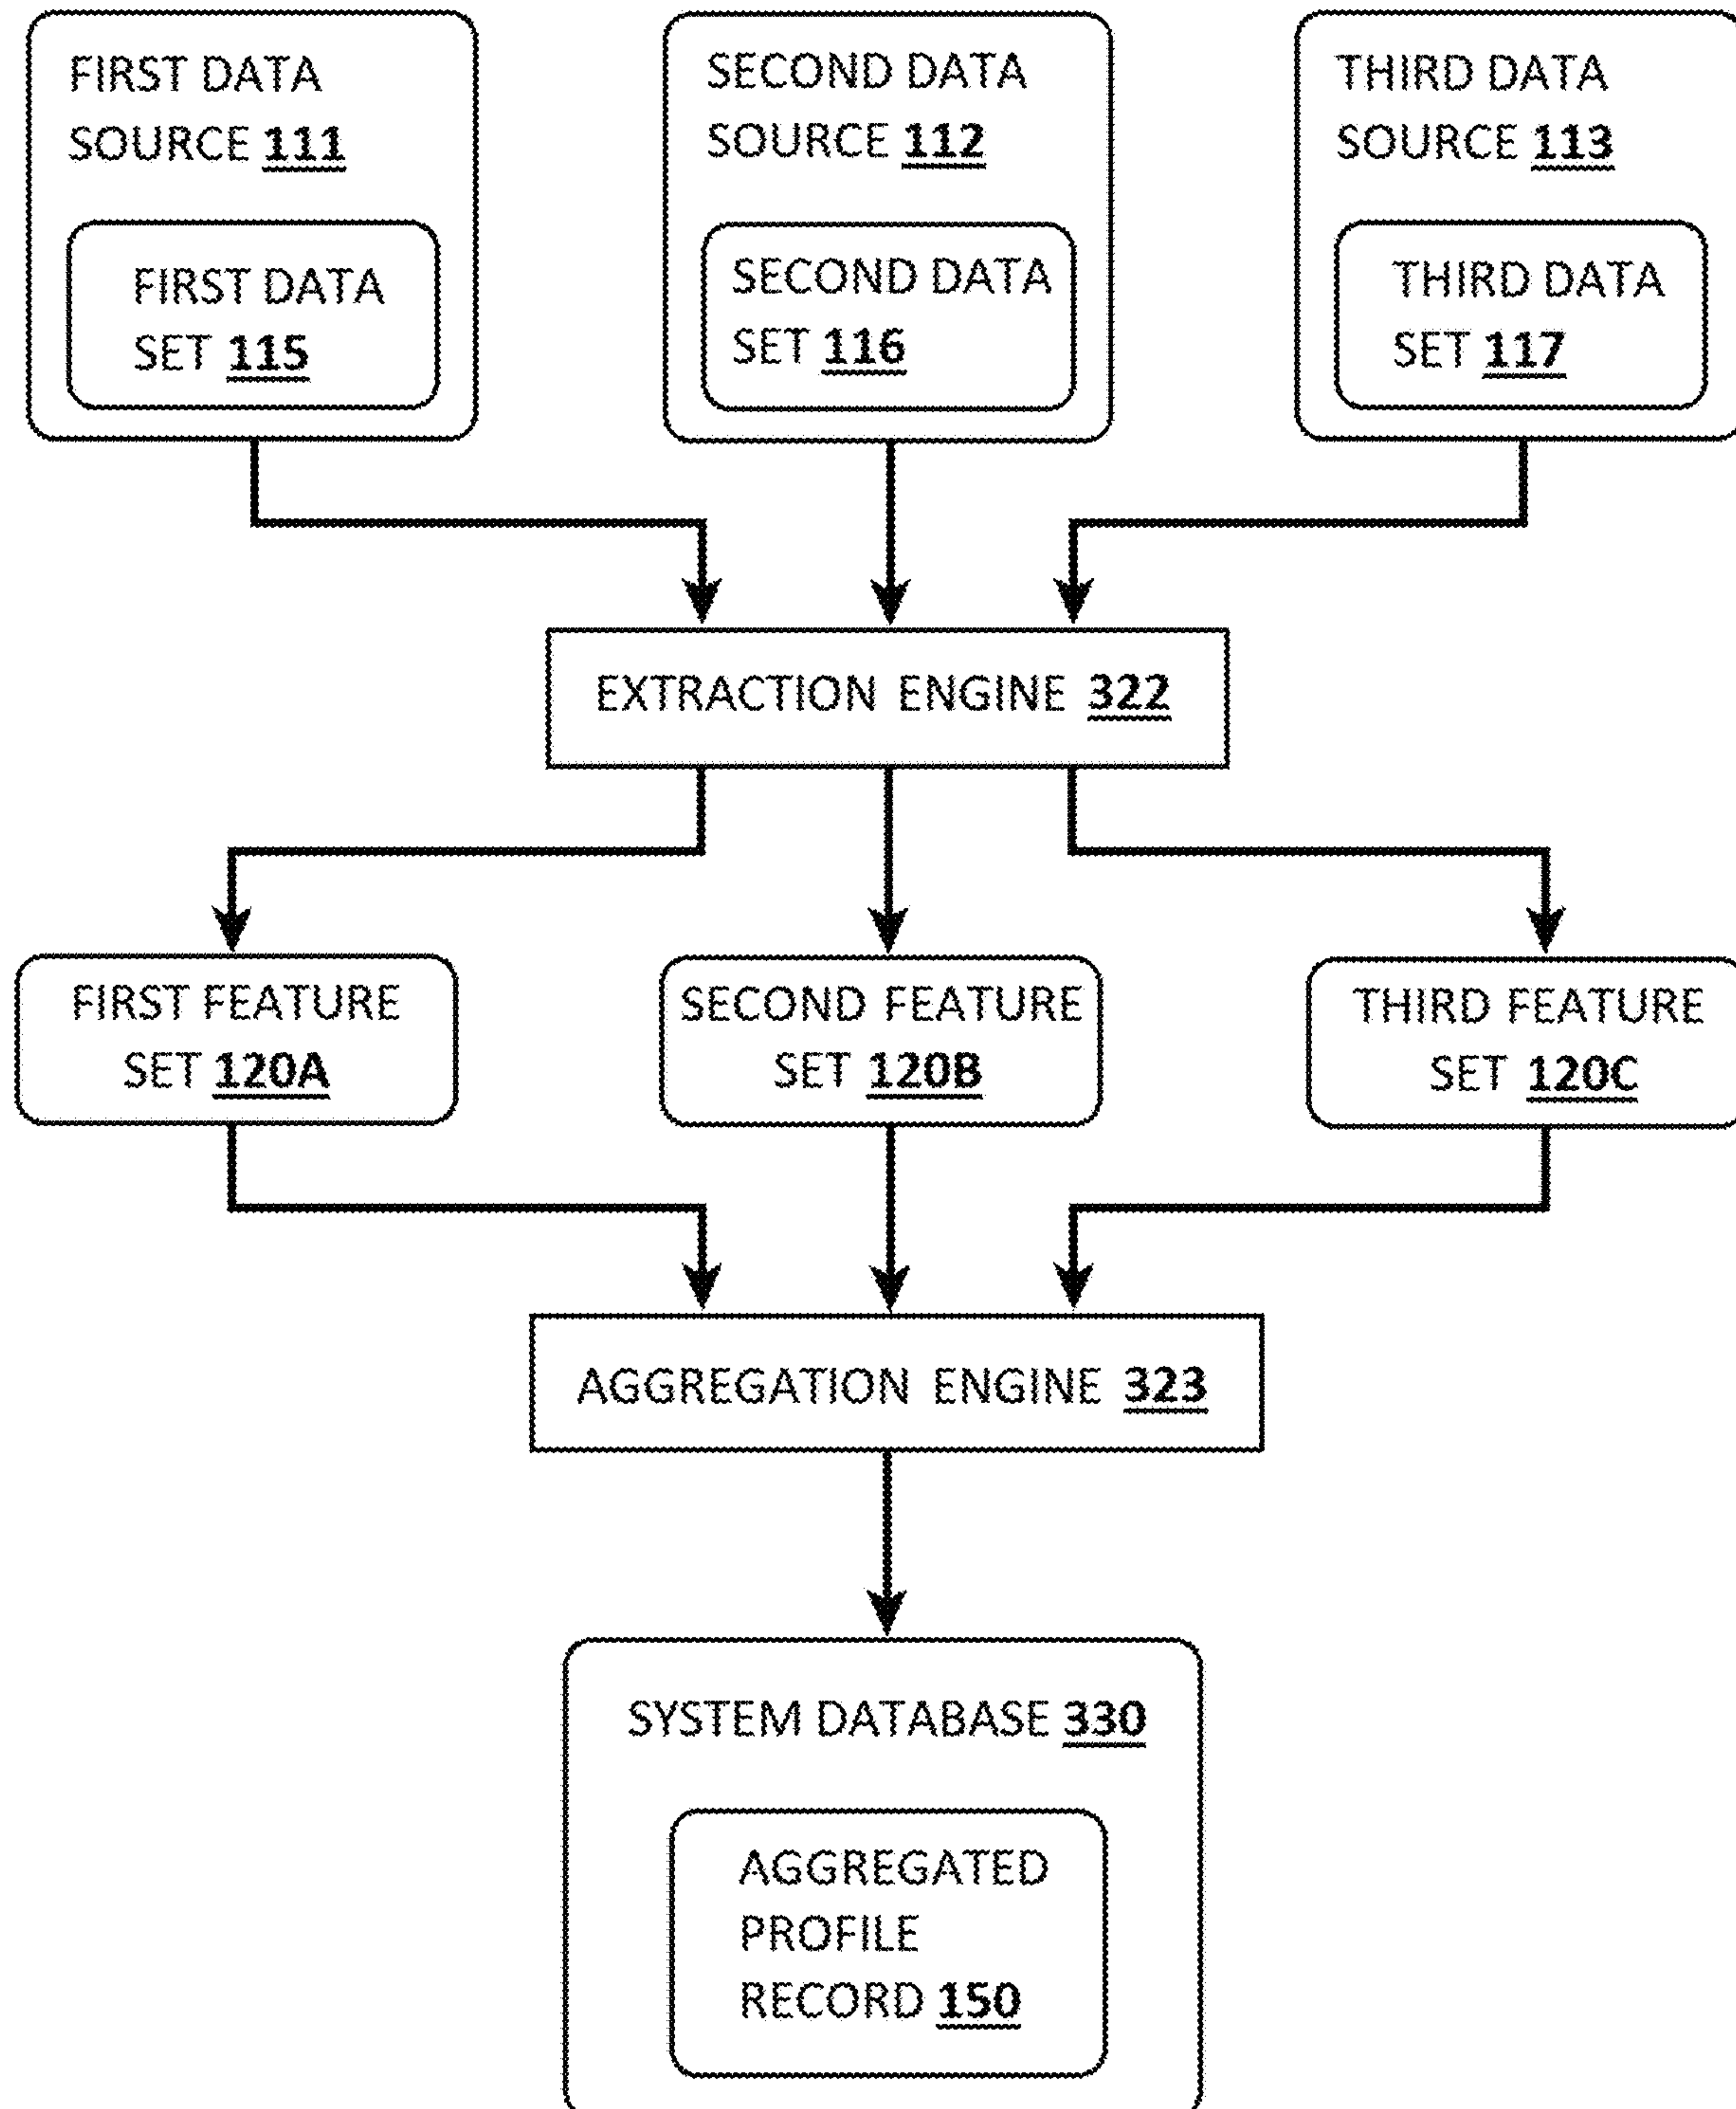 FIRST DATA
SOURCE 111
FIRST DATA
SET 115
SECOND DATA
SOURCE 112
SECOND DATA
SET 116
THIRD DATA
SOURCE 113
THIRD DATA
SET 117
EXTRACTION ENGINE 322
FIRST FEATURE
SET 120A
SECOND FEATURE
SET 120B
THIRD FEATURE
SET 120C
AGGREGATION ENGINE 323
SYSTEM DATABASE 330
AGGREGATED
PROFILE
RECORD 150